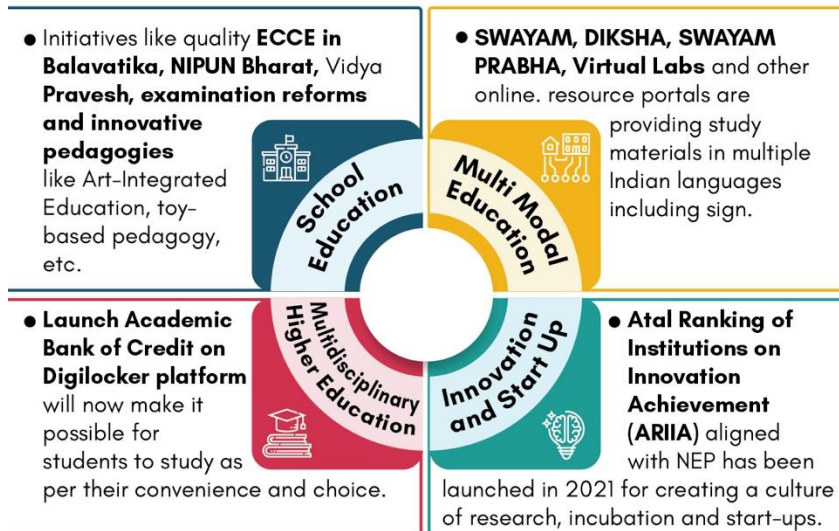 ● Initiatives like quality ECCE in
Balavatika, NIPUN Bharat, Vidya
Pravesh, examination reforms
and innovative
pedagogies
like Art-Integrated
Education, toy-
based pedagogy,
etc.
School
Education
● SWAYAM, DIKSHA, SWAYAM
PRABHA, Virtual Labs and other
online. resource portals are
providing study
materials in multiple
Indian languages
including sign.
Multi Modal
Education
● Launch Academic
Bank of Credit on
Digilocker platform
will now make it
possible for
students to study as
per their convenience and choice.
Multidisciplinary
Higher Education
● Atal Ranking of
Institutions on
Innovation
Achievement
(ARIIA) aligned
with NEP has been
launched in 2021 for creating a culture
of research, incubation and start-ups.
Innovation
and Start Up